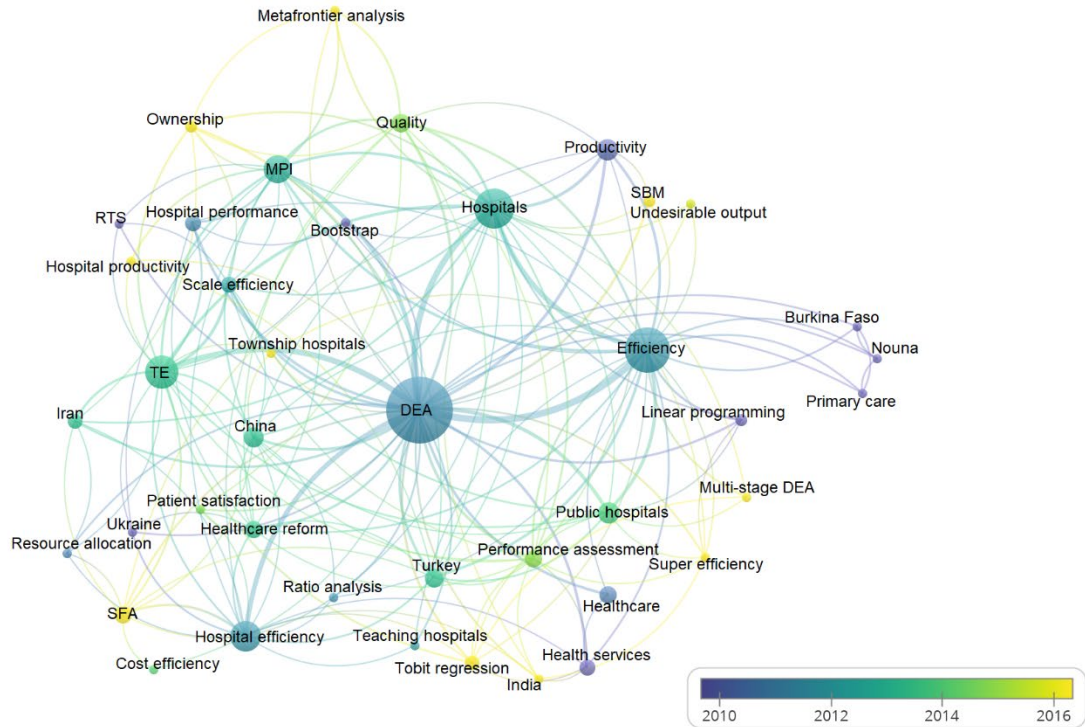 Metafrontier analysis
Ownership
Quality
Productivity
MPI
SBM
Undesirable output
Hospitals
RTS
Hospital performance
Bootstrap
Hospital productivity
Scale efficiency
Burkina Faso
Township hospitals
Efficiency
Nouna
TE
Primary care
DEA
Iran
Linear programming
China
Multi-stage DEA
Patient satisfaction
Public hospitals
Ukraine
Healthcare reform
Resource allocation
Performance assessment
Turkey
Super efficiency
Ratio analysis
Healthcare
SFA
Hospital efficiency
Teaching hospitals
Health services
Cost efficiency
Tobit regression
India
2010 2012 2014 2016